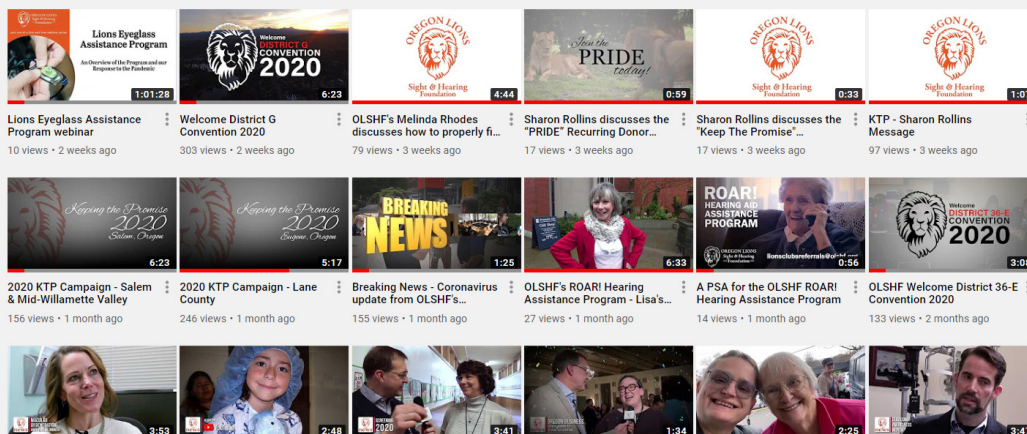 Lions Eyeglass
Assistance Program
An Overview of the Program and our
Response to the Pandemic
1:01:28
Welcome
DISTRICT G
CONVENTION
2020
6:23
OREGON LIONS
Sight & Hearing
Foundation
4:44
Join the
PRIDE
today!
0:59
OREGON LIONS
Sight & Hearing
Foundation
0:33
OREGON LIONS
Sight & Hearing
Foundation
1:07
Lions Eyeglass Assistance
Program webinar
10 views • 2 weeks ago
Welcome District G
Convention 2020
303 views • 2 weeks ago
OLSHF's Melinda Rhodes
discusses how to properly fi...
79 views • 3 weeks ago
Sharon Rollins discusses the
"PRIDE" Recurring Donor...
17 views • 3 weeks ago
Sharon Rollins discusses the
"Keep The Promise"...
17 views • 3 weeks ago
KTP - Sharon Rollins
Message
97 views • 3 weeks ago
Keeping the Promise
2020
Salem, Oregon
6:23
Keeping the Promise
2020
Eugene, Oregon
5:17
BREAKING
NEWS
1:25
6:33
ROAR!
HEARING AID
ASSISTANCE
PROGRAM
OREGON LIONS
Sight & Hearing
Foundation
lionsclubsreferrals@olshf.org
0:56
Welcome
DISTRICT 36-E
CONVENTION
2020
3:08
2020 KTP Campaign - Salem
& Mid-Willamette Valley
156 views • 1 month ago
2020 KTP Campaign - Lane
County
246 views • 1 month ago
Breaking News - Coronavirus
update from OLSHF's...
155 views • 1 month ago
OLSHF's ROAR! Hearing
Assistance Program - Lisa's...
27 views • 1 month ago
A PSA for the OLSHF ROAR!
Hearing Assistance Program
14 views • 1 month ago
OLSHF Welcome District 36-E
Convention 2020
133 views • 2 months ago
3:53
2:48
2020
3:41
1:34
2:25
3:47